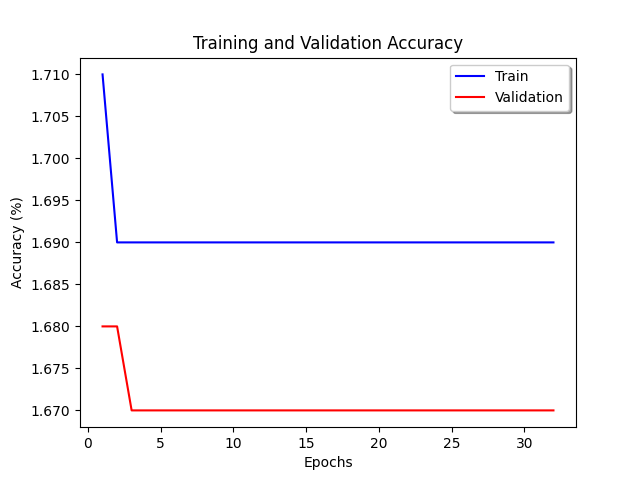 Training and Validation Accuracy
Train
Validation
Accuracy (%)
1.710
1.705
1.700
1.695
1.690
1.685
1.680
1.675
1.670
0 5 10 15 20 25 30
Epochs